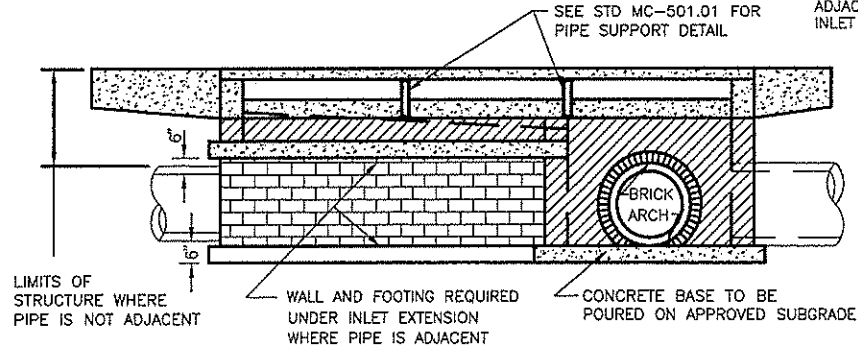 SEE STD MC-501.01 FOR
PIPE SUPPORT DETAIL
ADJAC
INLET
6"
BRICK
ARCH
6"
LIMITS OF
STRUCTURE WHERE
PIPE IS NOT ADJACENT
WALL AND FOOTING REQUIRED
UNDER INLET EXTENSION
WHERE PIPE IS ADJACENT
CONCRETE BASE TO BE
POURED ON APPROVED SUBGRADE